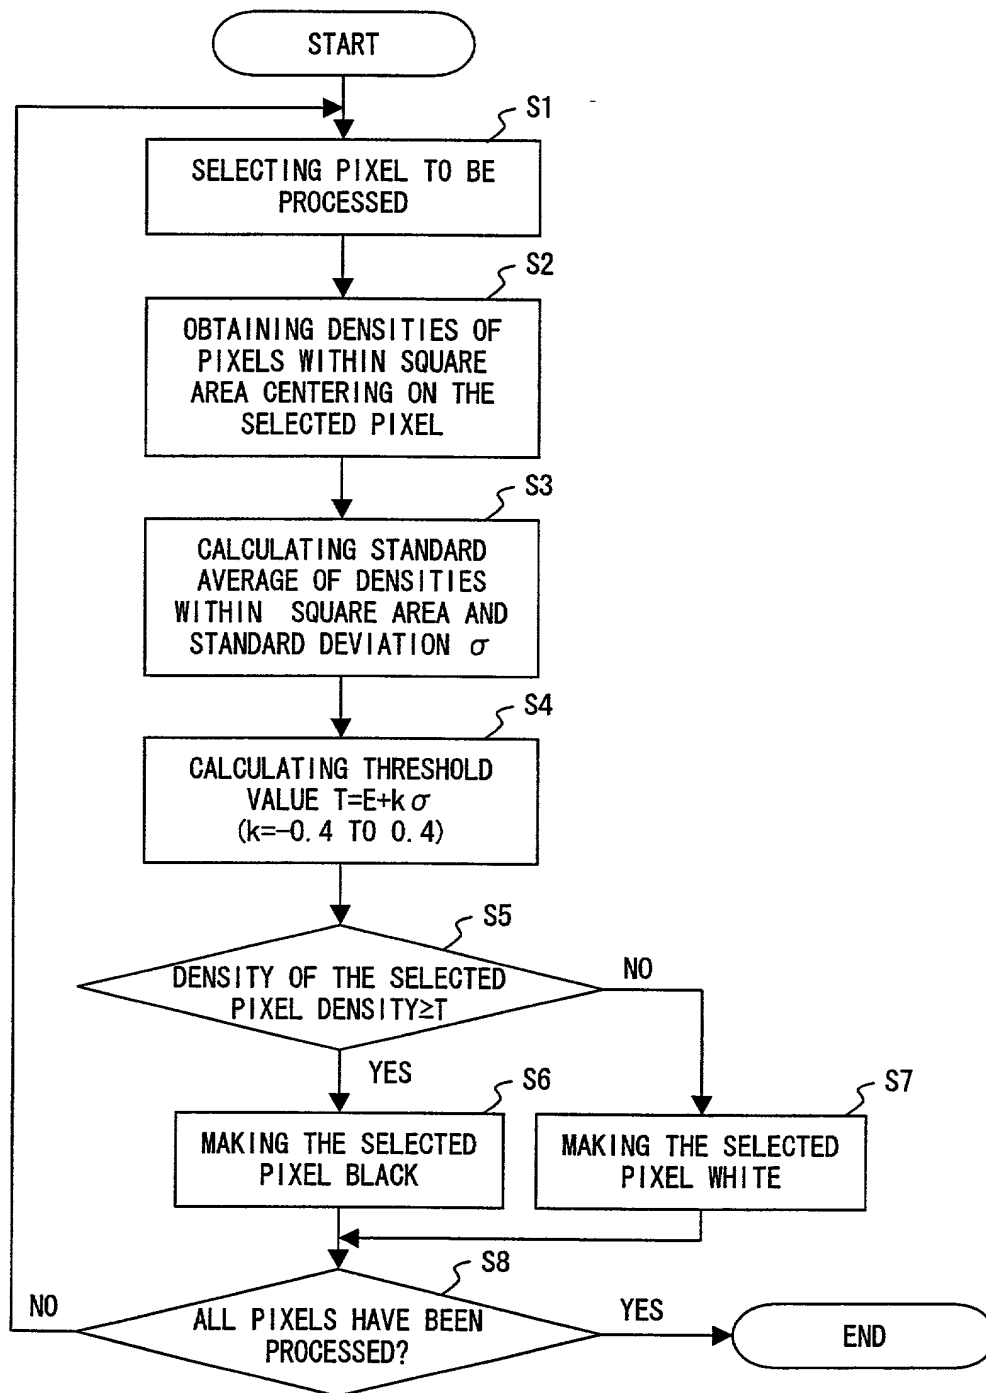 START
S1
SELECTING PIXEL TO BE
PROCESSED
S2
OBTAINING DENSITIES OF
PIXELS WITHIN SQUARE
AREA CENTERING ON THE
SELECTED PIXEL
S3
CALCULATING STANDARD
AVERAGE OF DENSITIES
WITHIN SQUARE AREA AND
STANDARD DEVIATION σ
S4
CALCULATING THRESHOLD
VALUE T=E+kσ
(k=-0.4 TO 0.4)
S5
DENSITY OF THE SELECTED
PIXEL DENSITY≥T
NO
YES
S6
MAKING THE SELECTED
PIXEL BLACK
S7
MAKING THE SELECTED
PIXEL WHITE
S8
ALL PIXELS HAVE BEEN
PROCESSED?
NO
YES
END